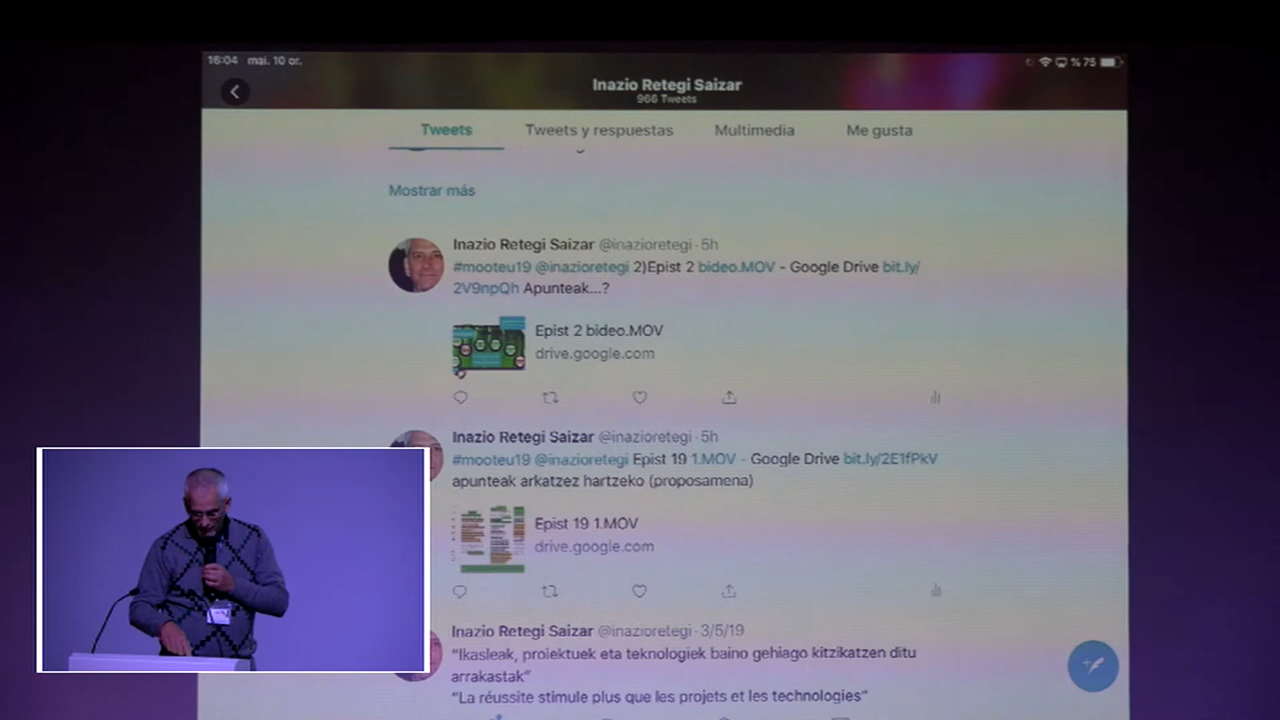 16:04 mai. 10 or.
% 75
Inazio Retegi Saizar
966 Tweets
Tweets
Tweets y respuestas
Multimedia
Me gusta
Mostrar más
Inazio Retegi Saizar @inazioretegi · 5h
#mooteu19 @inazioretegi 2)Epist 2 bideo.MOV - Google Drive bit.ly/
2V9npQh Apunteak...?
Epist 2 bideo.MOV
drive.google.com
Inazio Retegi Saizar @inazioretegi · 5h
#mooteu19 @inazioretegi Epist 19 1.MOV - Google Drive bit.ly/2E1fPkV
apunteak arkatzez hartzeko (proposamena)
Epist 19 1.MOV
drive.google.com
Inazio Retegi Saizar @inazioretegi · 3/5/19
"Ikasleak, proiektuek eta teknologiek baino gehiago kitzikatzen ditu
arrakastak"
"La réussite stimule plus que les projets et les technologies"